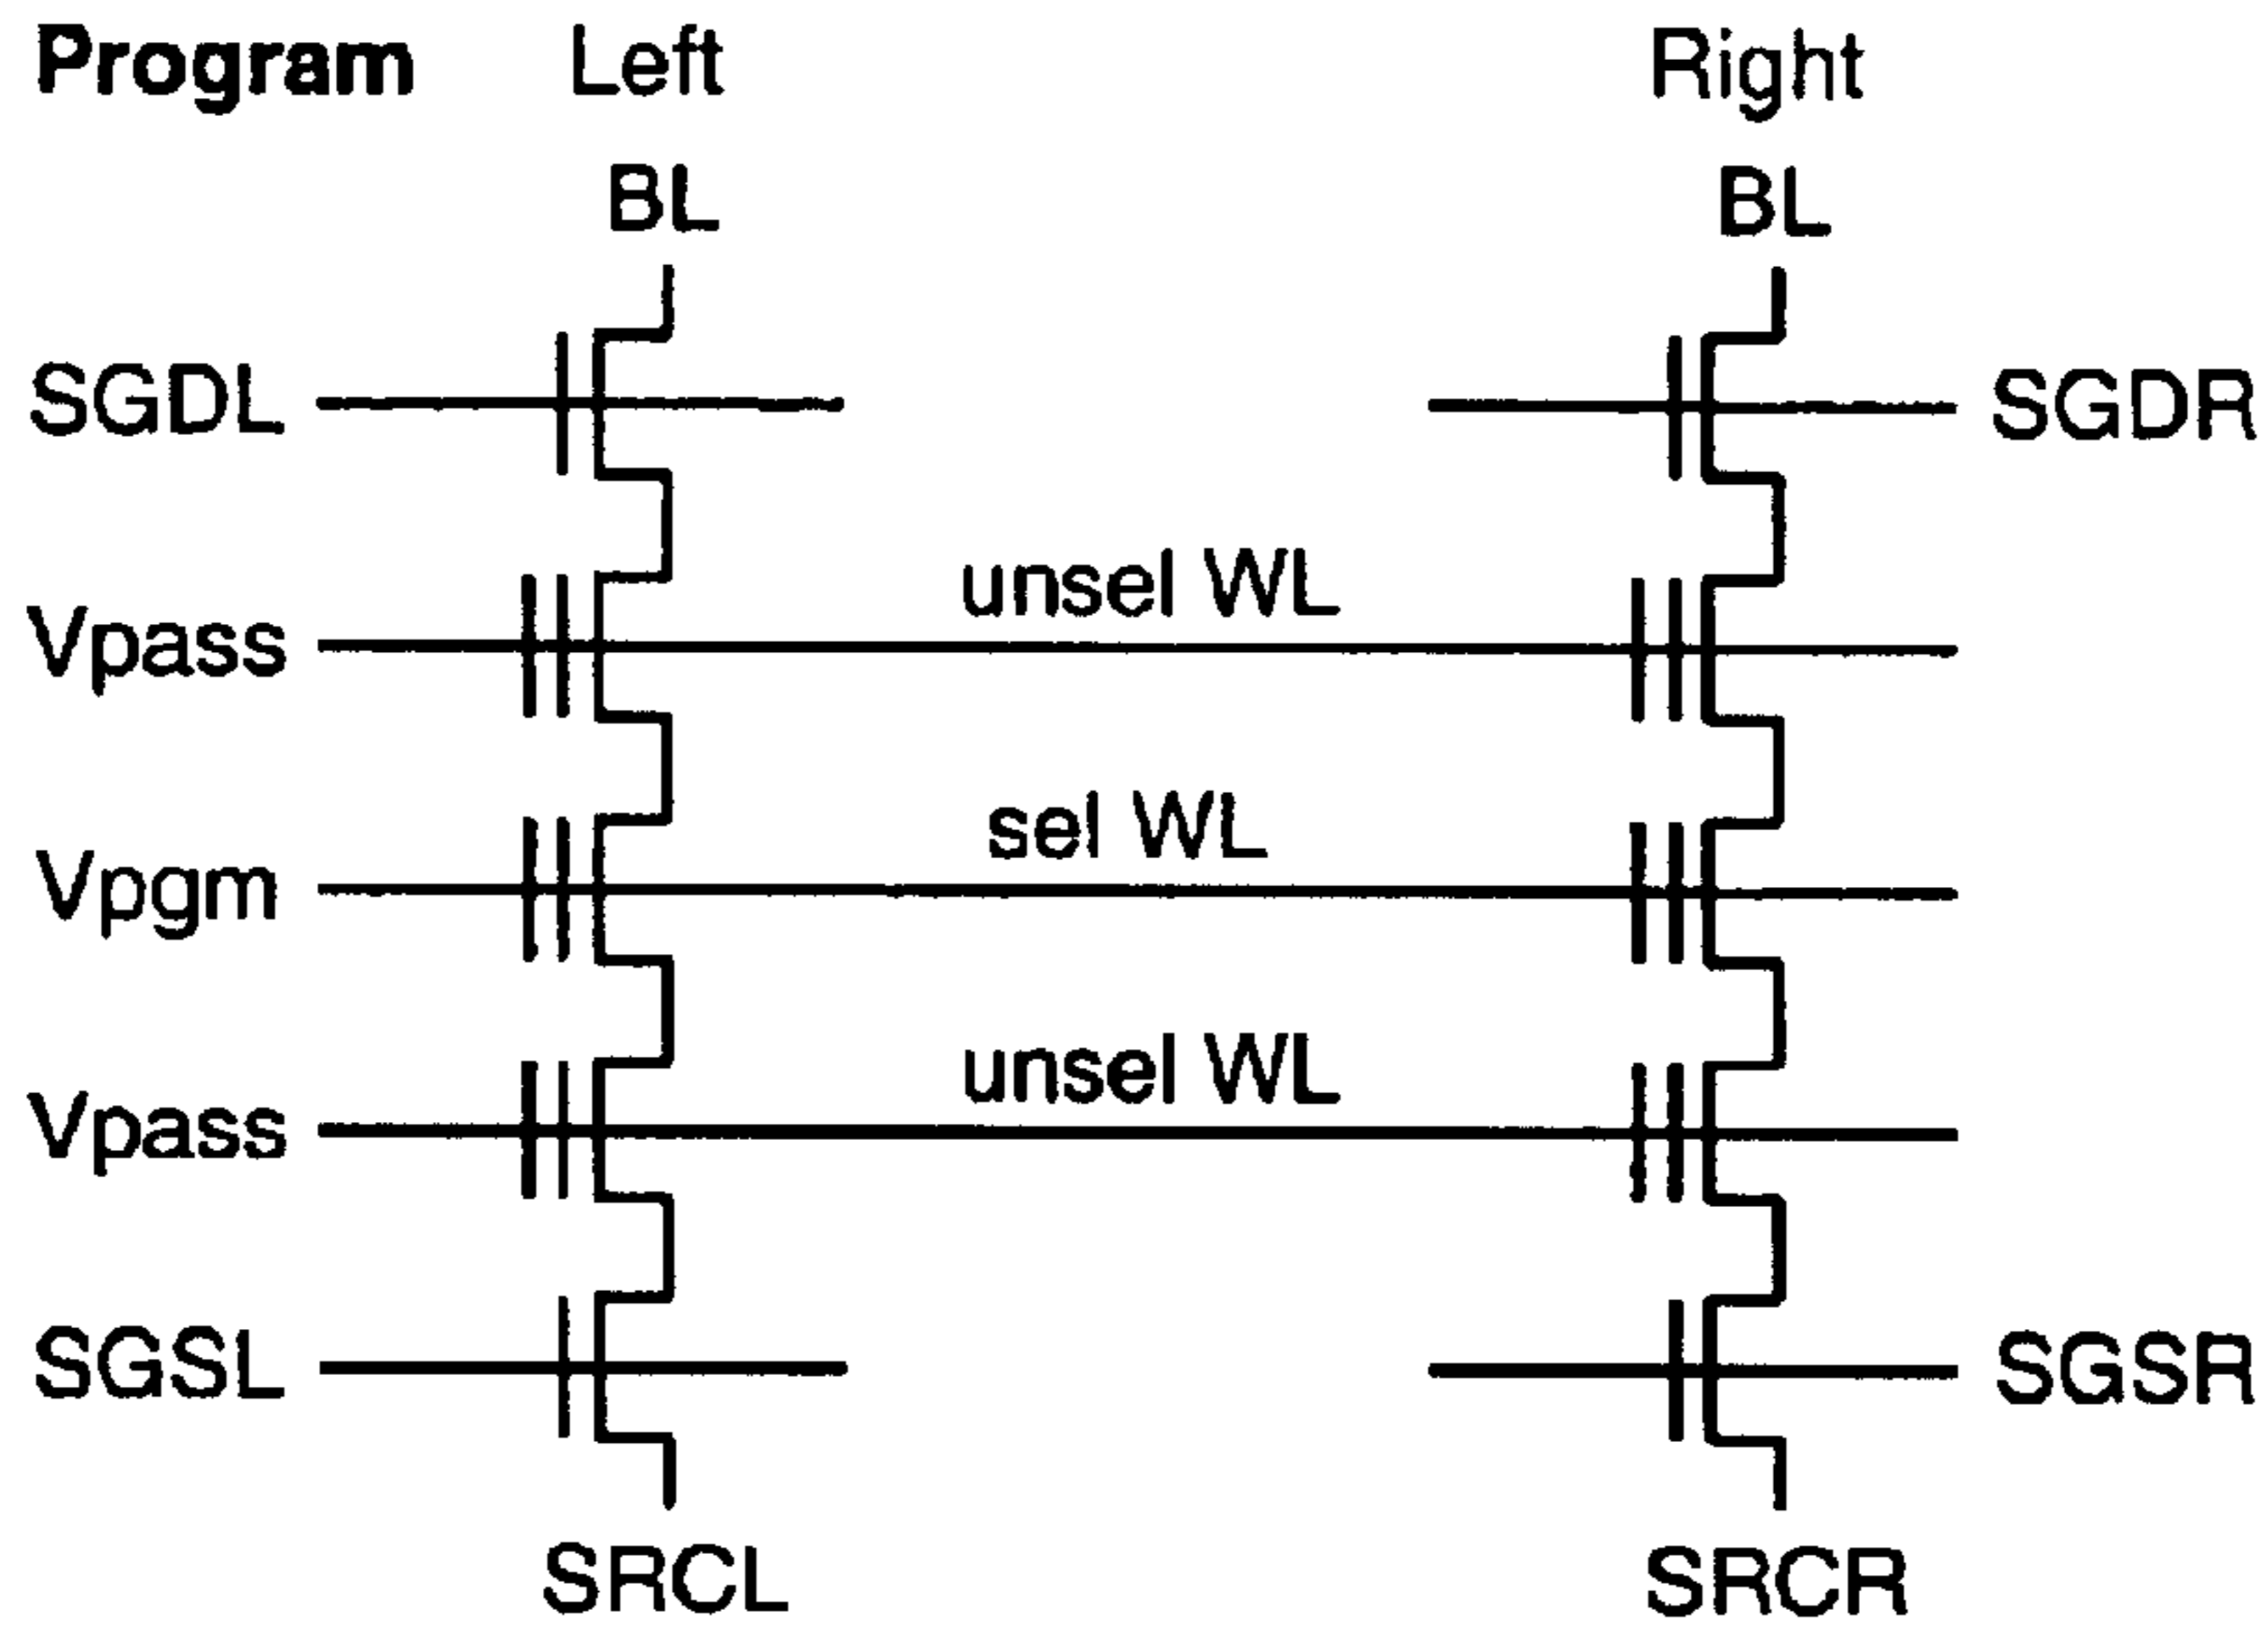 Program Left Right
BL BL
SGDL SGDR
unsel WL
Vpass
sel WL
Vpgm
unsel WL
Vpass
SGSL SGSR
SRCL SRCR